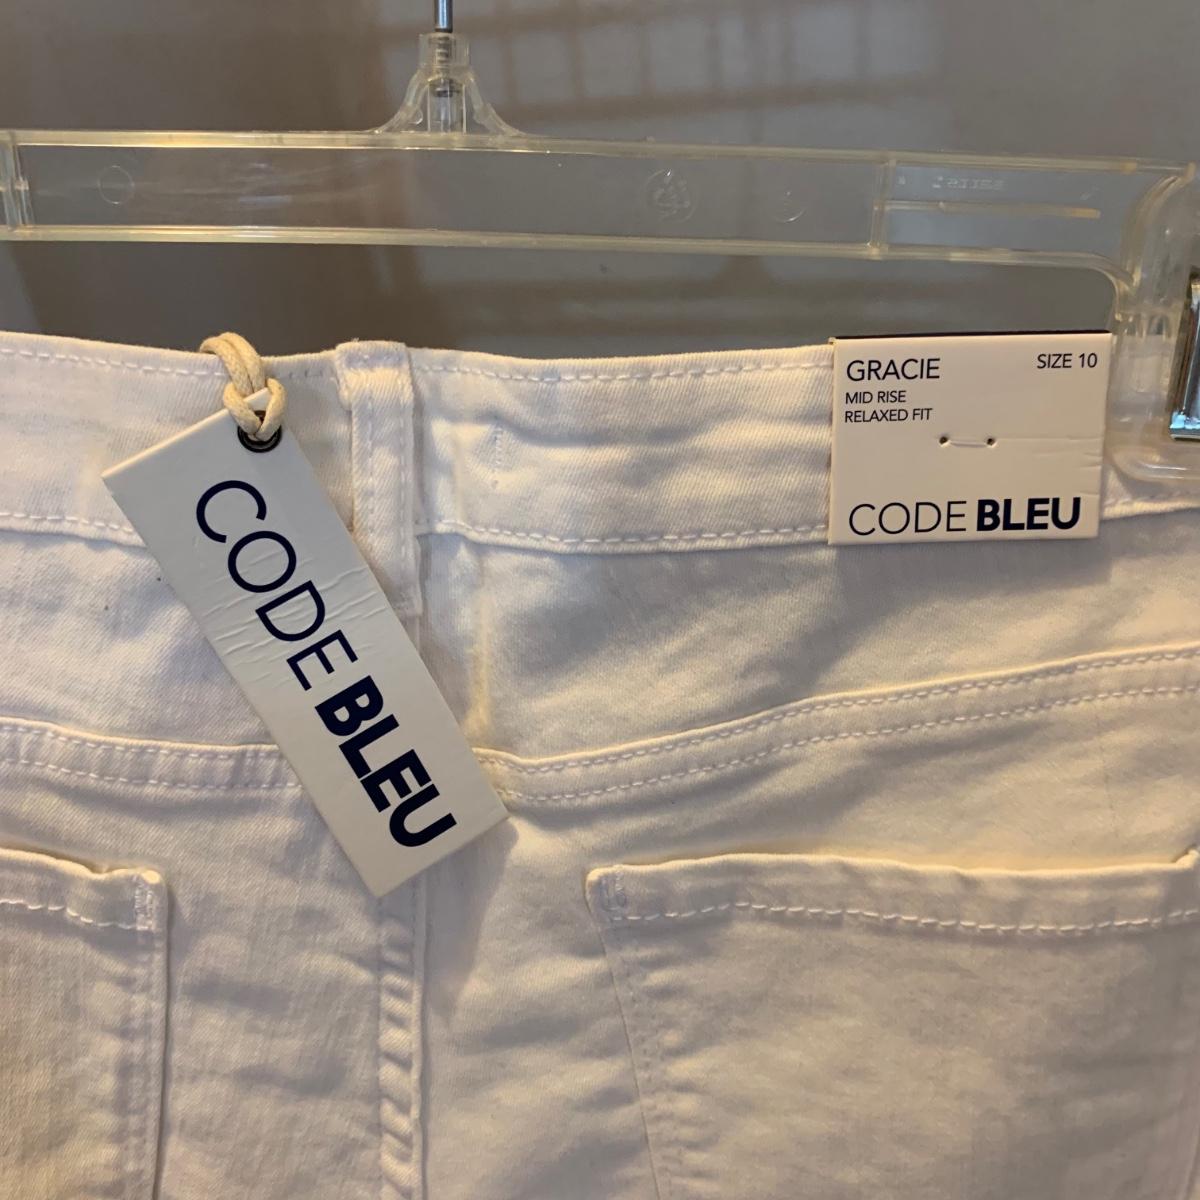 GRACIE
SIZE 10
MID RISE
RELAXED FIT
CODE BLEU
CODE BLEU